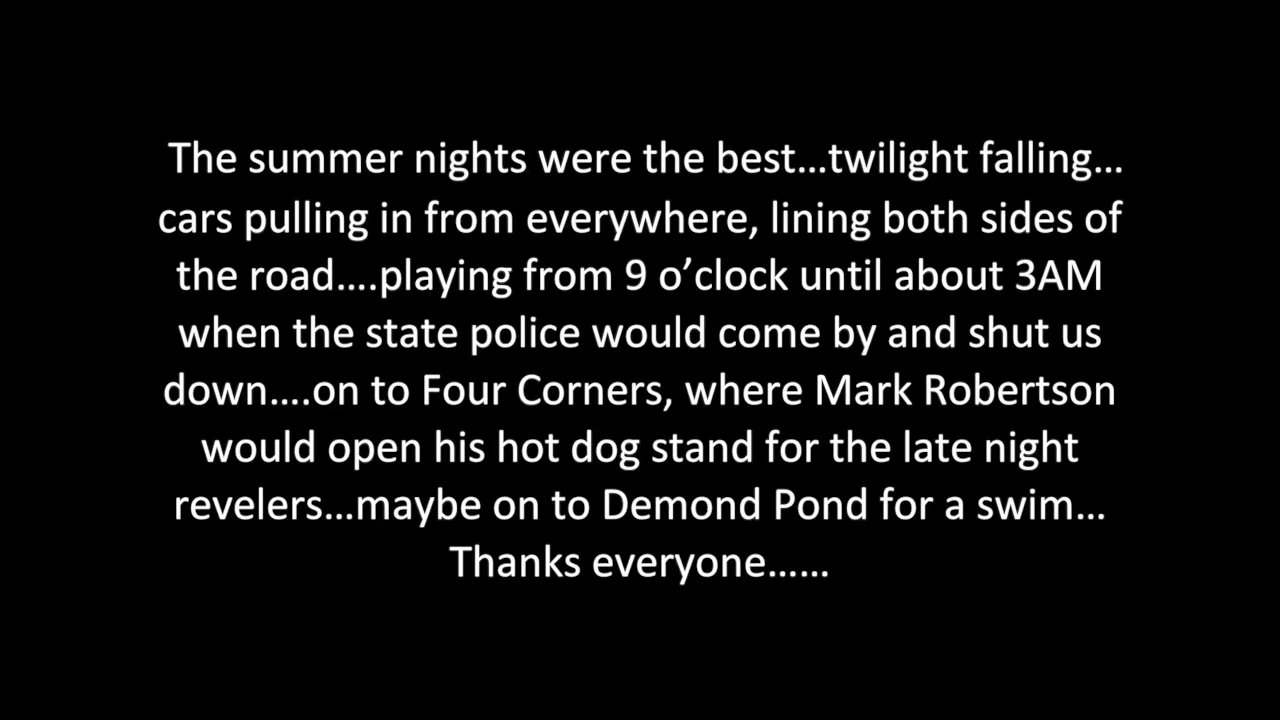 The summer nights were the best…twilight falling…
cars pulling in from everywhere, lining both sides of
the road….playing from 9 o’clock until about 3AM
when the state police would come by and shut us
down….on to Four Corners, where Mark Robertson
would open his hot dog stand for the late night
revelers…maybe on to Demond Pond for a swim…
Thanks everyone……